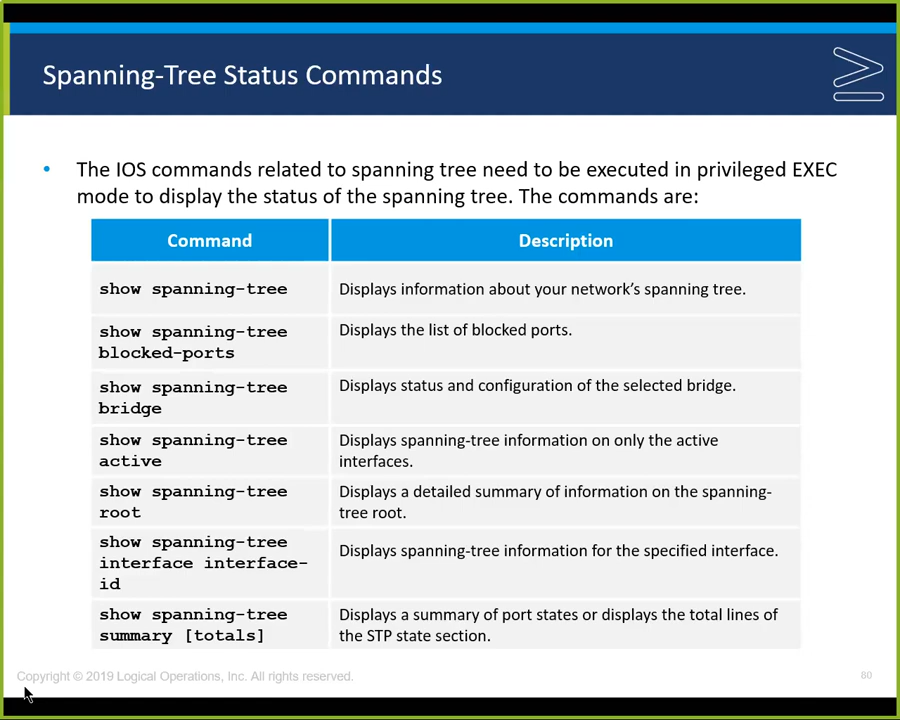 Spanning-Tree Status Commands
• The IOS commands related to spanning tree need to be executed in privileged EXEC
mode to display the status of the spanning tree. The commands are:
Command Description
show spanning-tree Displays information about your network’s spanning tree.
show spanning-tree Displays the list of blocked ports.
blocked-ports
show spanning-tree Displays status and configuration of the selected bridge.
bridge
show spanning-tree Displays spanning-tree information on only the active
active interfaces.
show spanning-tree Displays a detailed summary of information on the spanning-
root tree root.
show spanning-tree
interface interface- Displays spanning-tree information for the specified interface.
id
show spanning-tree Displays a summary of port states or displays the total lines of
summary [totals] the STP state section.
Copyright © 2019 Logical Operations, Inc. All rights reserved. 80